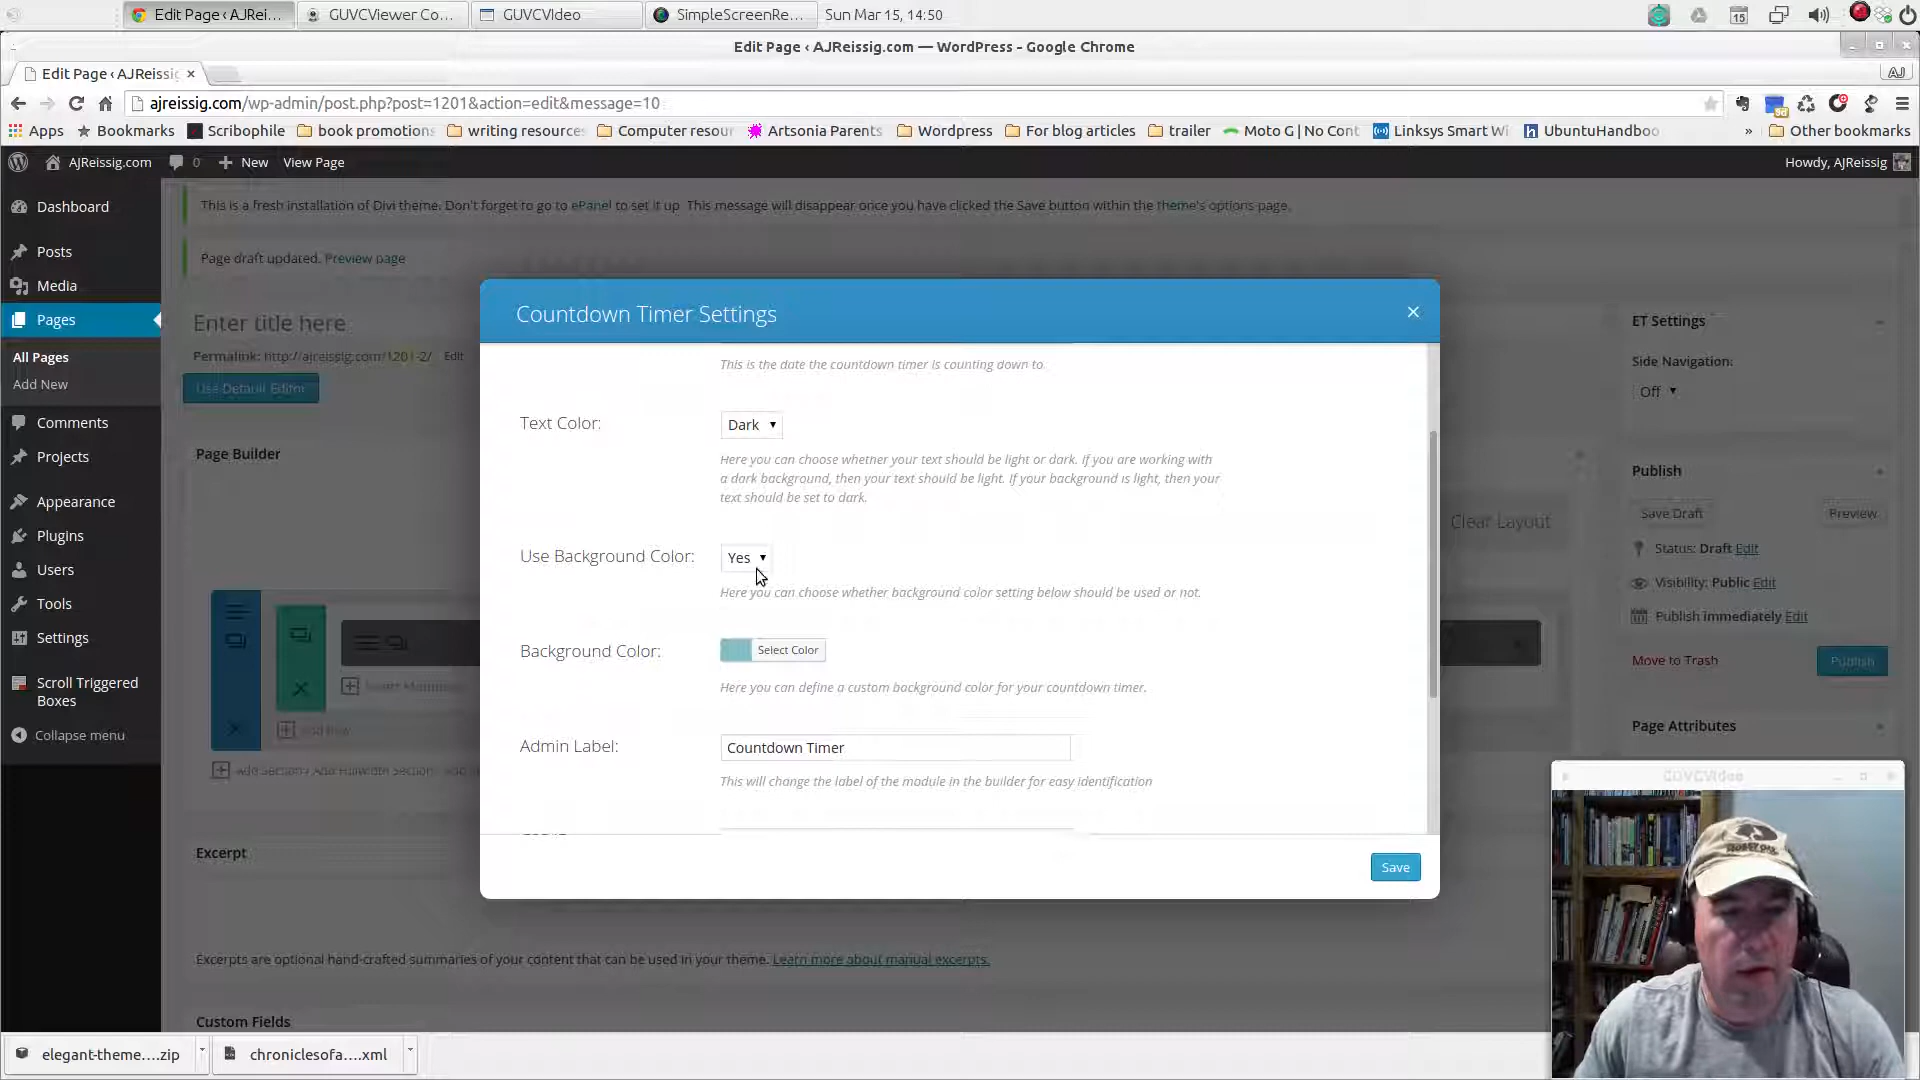 Edit Page ‹ AJRei...
GUVCViewer Co...
GUVCVideo
SimpleScreenRe...
Sun Mar 15, 14:50
15
Edit Page ‹ AJReissig.com — WordPress - Google Chrome
Edit Page ‹ AJReissig
AJ
ajreissig.com/wp-admin/post.php?post=1201&action=edit&message=10
Apps
Bookmarks
Scribophile
book promotions
writing resources
Computer resour
Artsonia Parents
Wordpress
For blog articles
trailer
Moto G | No Cont
Linksys Smart Wi
UbuntuHandboo
»
Other bookmarks
AJReissig.com
0
New
View Page
Howdy, AJReissig
Dashboard
Posts
Media
Pages
All Pages
Add New
Comments
Projects
Appearance
Plugins
Users
Tools
Settings
Scroll Triggered
Boxes
Collapse menu
This is a fresh installation of Divi theme. Don't forget to go to ePanel to set it up. This message will disappear once you have clicked the Save button within the theme's options page.
Page draft updated. Preview page
Enter title here
Permalink: http://ajreissig.com/1201-2/ Edit
Use Default Editor
Page Builder
Clear Layout
Add Section
Excerpt
Excerpts are optional hand-crafted summaries of your content that can be used in your theme. Learn more about manual excerpts.
Custom Fields
Countdown Timer Settings
×
This is the date the countdown timer is counting down to.
Text Color:
Dark
Here you can choose whether your text should be light or dark. If you are working with
a dark background, then your text should be light. If your background is light, then your
text should be set to dark.
Use Background Color:
Yes
Here you can choose whether background color setting below should be used or not.
Background Color:
Select Color
Here you can define a custom background color for your countdown timer.
Admin Label:
Countdown Timer
This will change the label of the module in the builder for easy identification
Save
ET Settings
Side Navigation:
Off
Publish
Save Draft
Preview
Status: Draft Edit
Visibility: Public Edit
Publish immediately Edit
Move to Trash
Publish
Page Attributes
GUVCVideo
elegant-theme....zip
chroniclesofa....xml